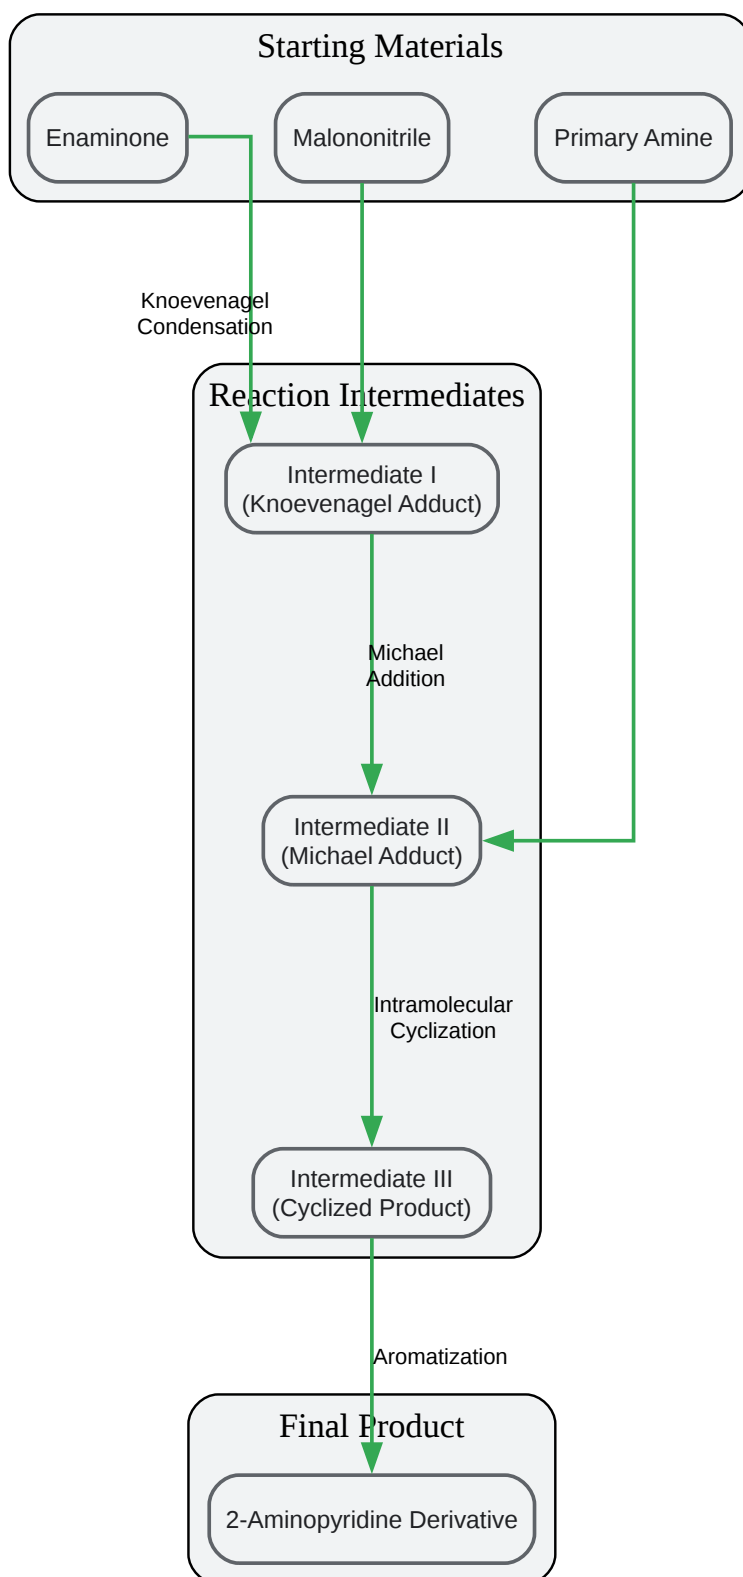 Starting Materials
Enaminone
Malononitrile
Primary Amine
Knoevenagel
Condensation
Reaction Intermediates
Intermediate I
(Knoevenagel Adduct)
Michael
Addition
Intermediate II
(Michael Adduct)
Intramolecular
Cyclization
Intermediate III
(Cyclized Product)
Aromatization
Final Product
2-Aminopyridine Derivative